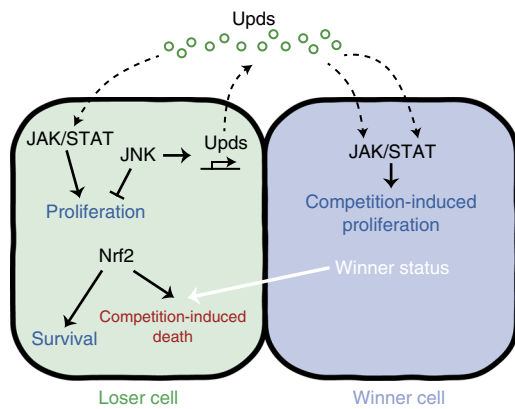 Upds
JAK/STAT
JNK
Upds
Proliferation
Nrf2
Survival
Competition-induced
death
JAK/STAT
Competition-induced
proliferation
Winner status
Loser cell
Winner cell